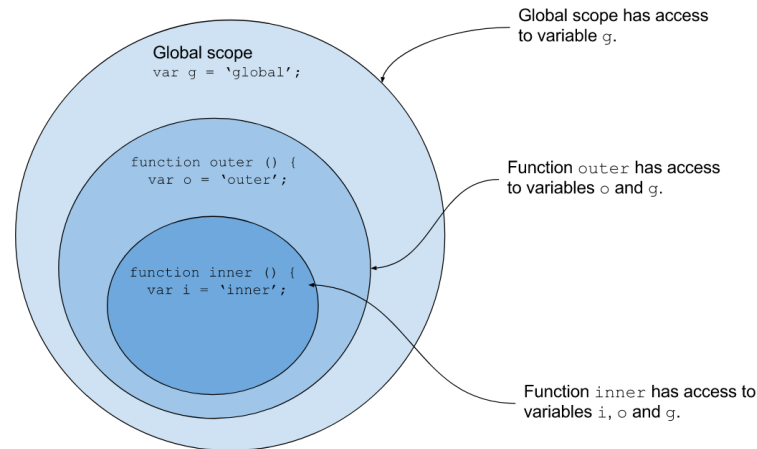 Global scope
var g = ‘global’;
function outer () {
var o = ‘outer’;
function inner () {
var i = ‘inner’;
Global scope has access
to variable g.
Function outer has access
to variables o and g.
Function inner has access to
variables i, o and g.